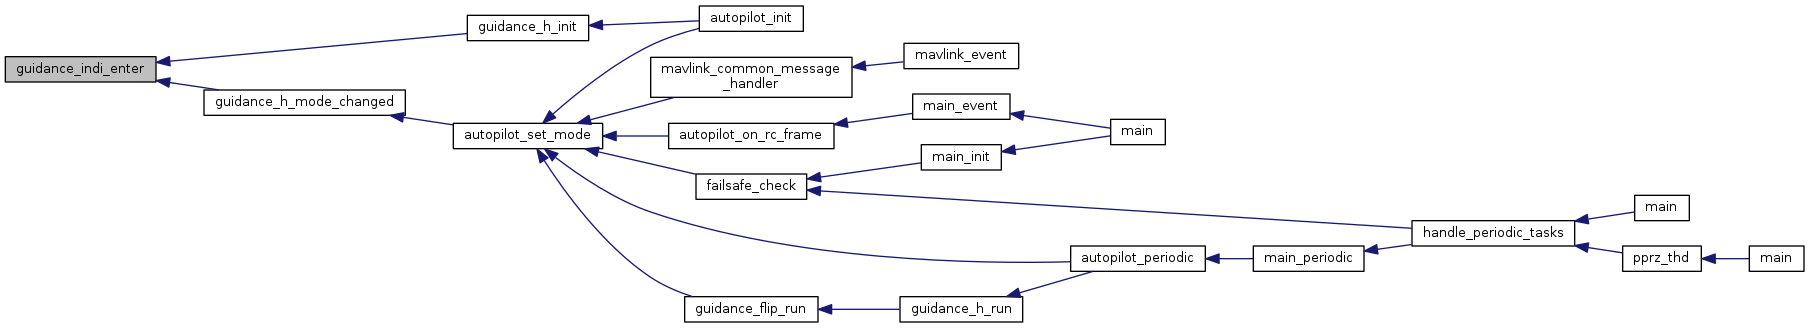 guidance_indi_enter
guidance_h_init
autopilot_init
guidance_h_mode_changed
autopilot_set_mode
mavlink_common_message
_handler
mavlink_event
autopilot_on_rc_frame
main_event
main
main_init
failsafe_check
handle_periodic_tasks
main
pprz_thd
main
autopilot_periodic
main_periodic
guidance_flip_run
guidance_h_run